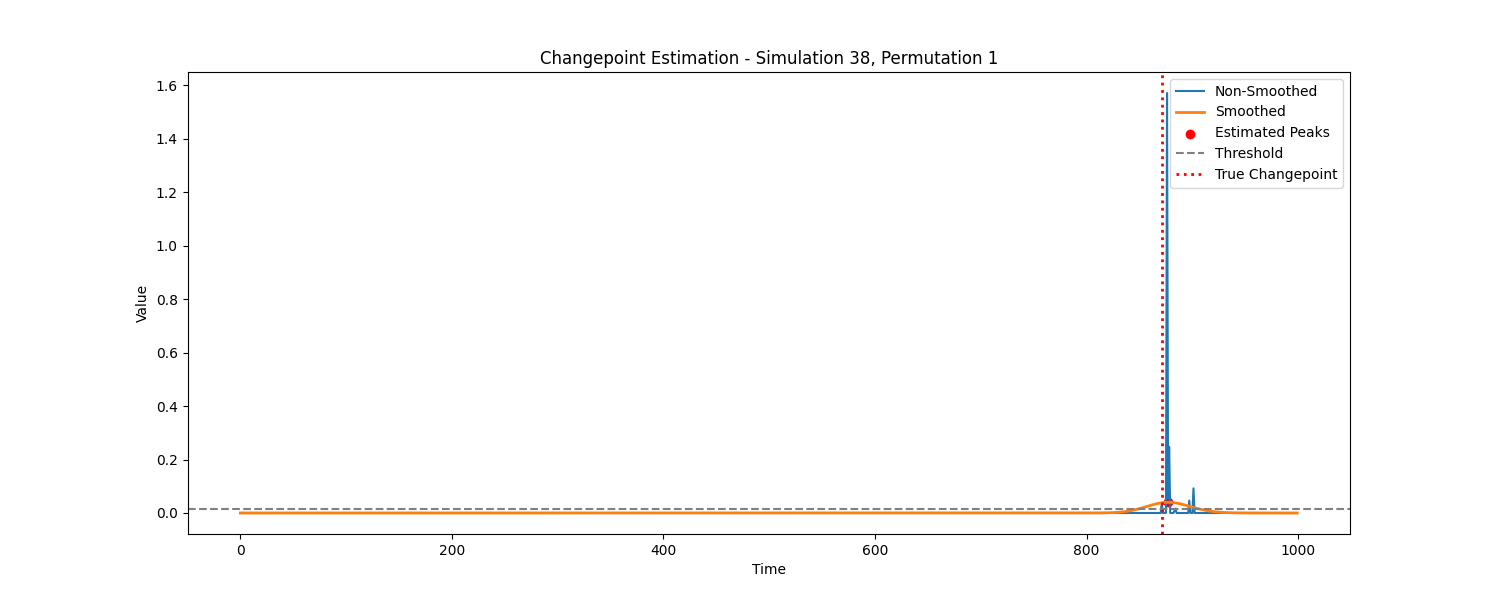 Changepoint Estimation - Simulation 38, Permutation 1
Non-Smoothed
Smoothed
Estimated Peaks
Threshold
True Changepoint
Value
1.6
1.4
1.2
1.0
0.8
0.6
0.4
0.2
0.0
0
200
400
600
800
1000
Time